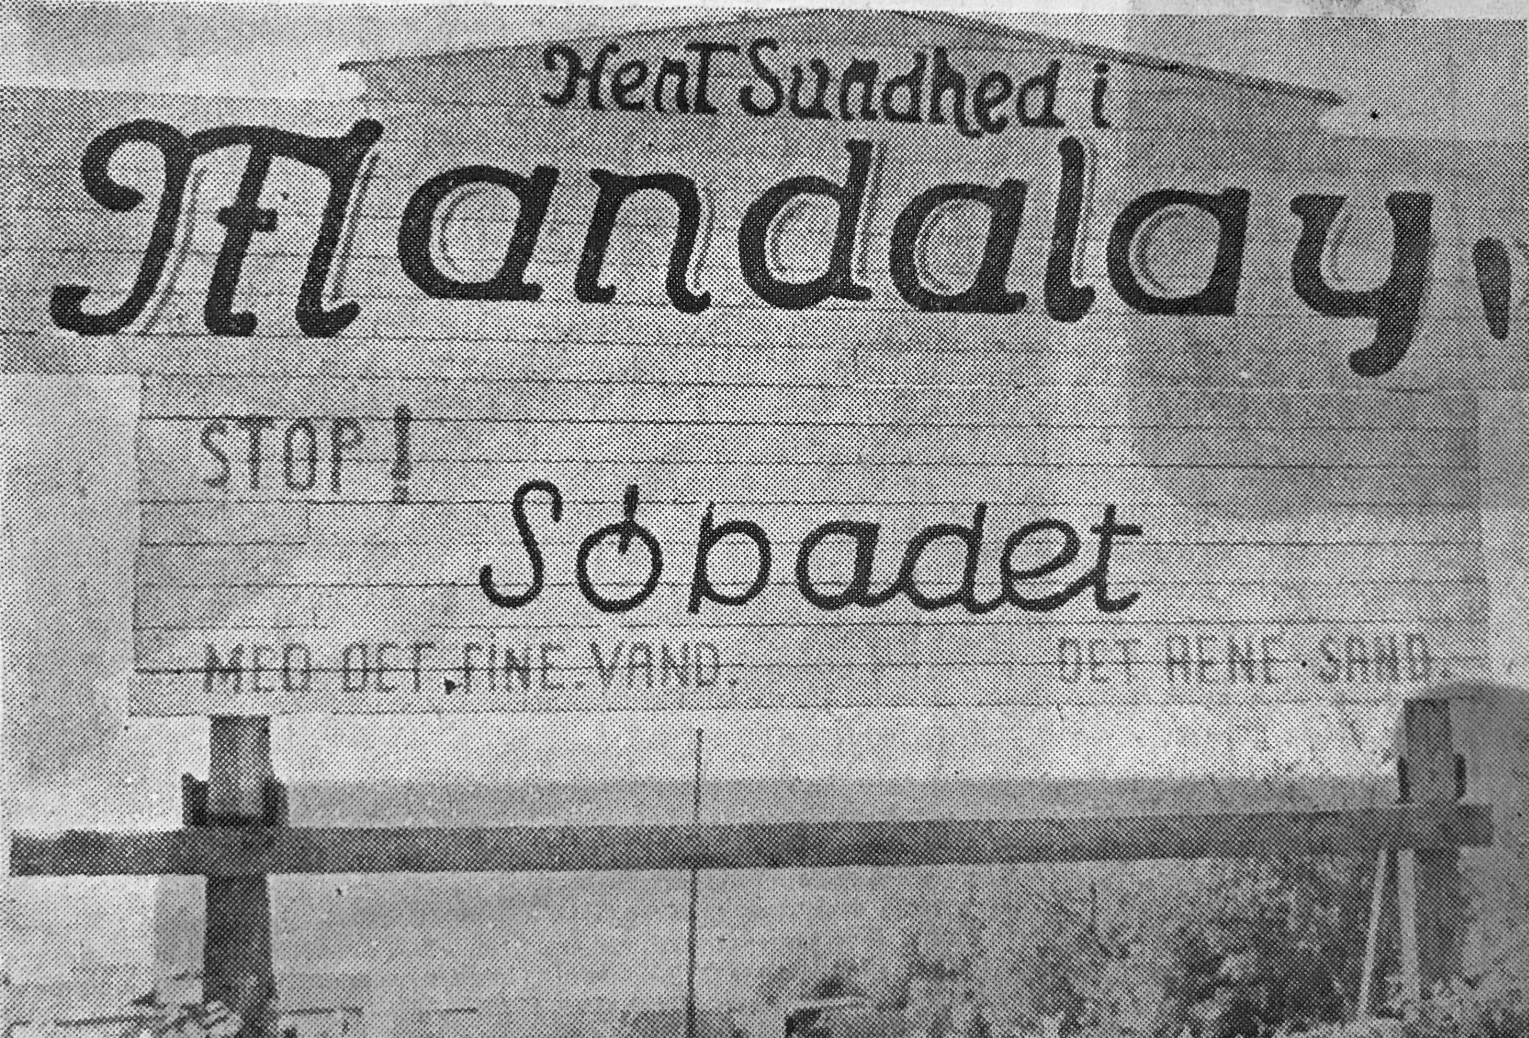 Hent Sundhed i
Mandalay,
STOP!
Søbadet
MED DET FINE VAND. DET RENE SAND.